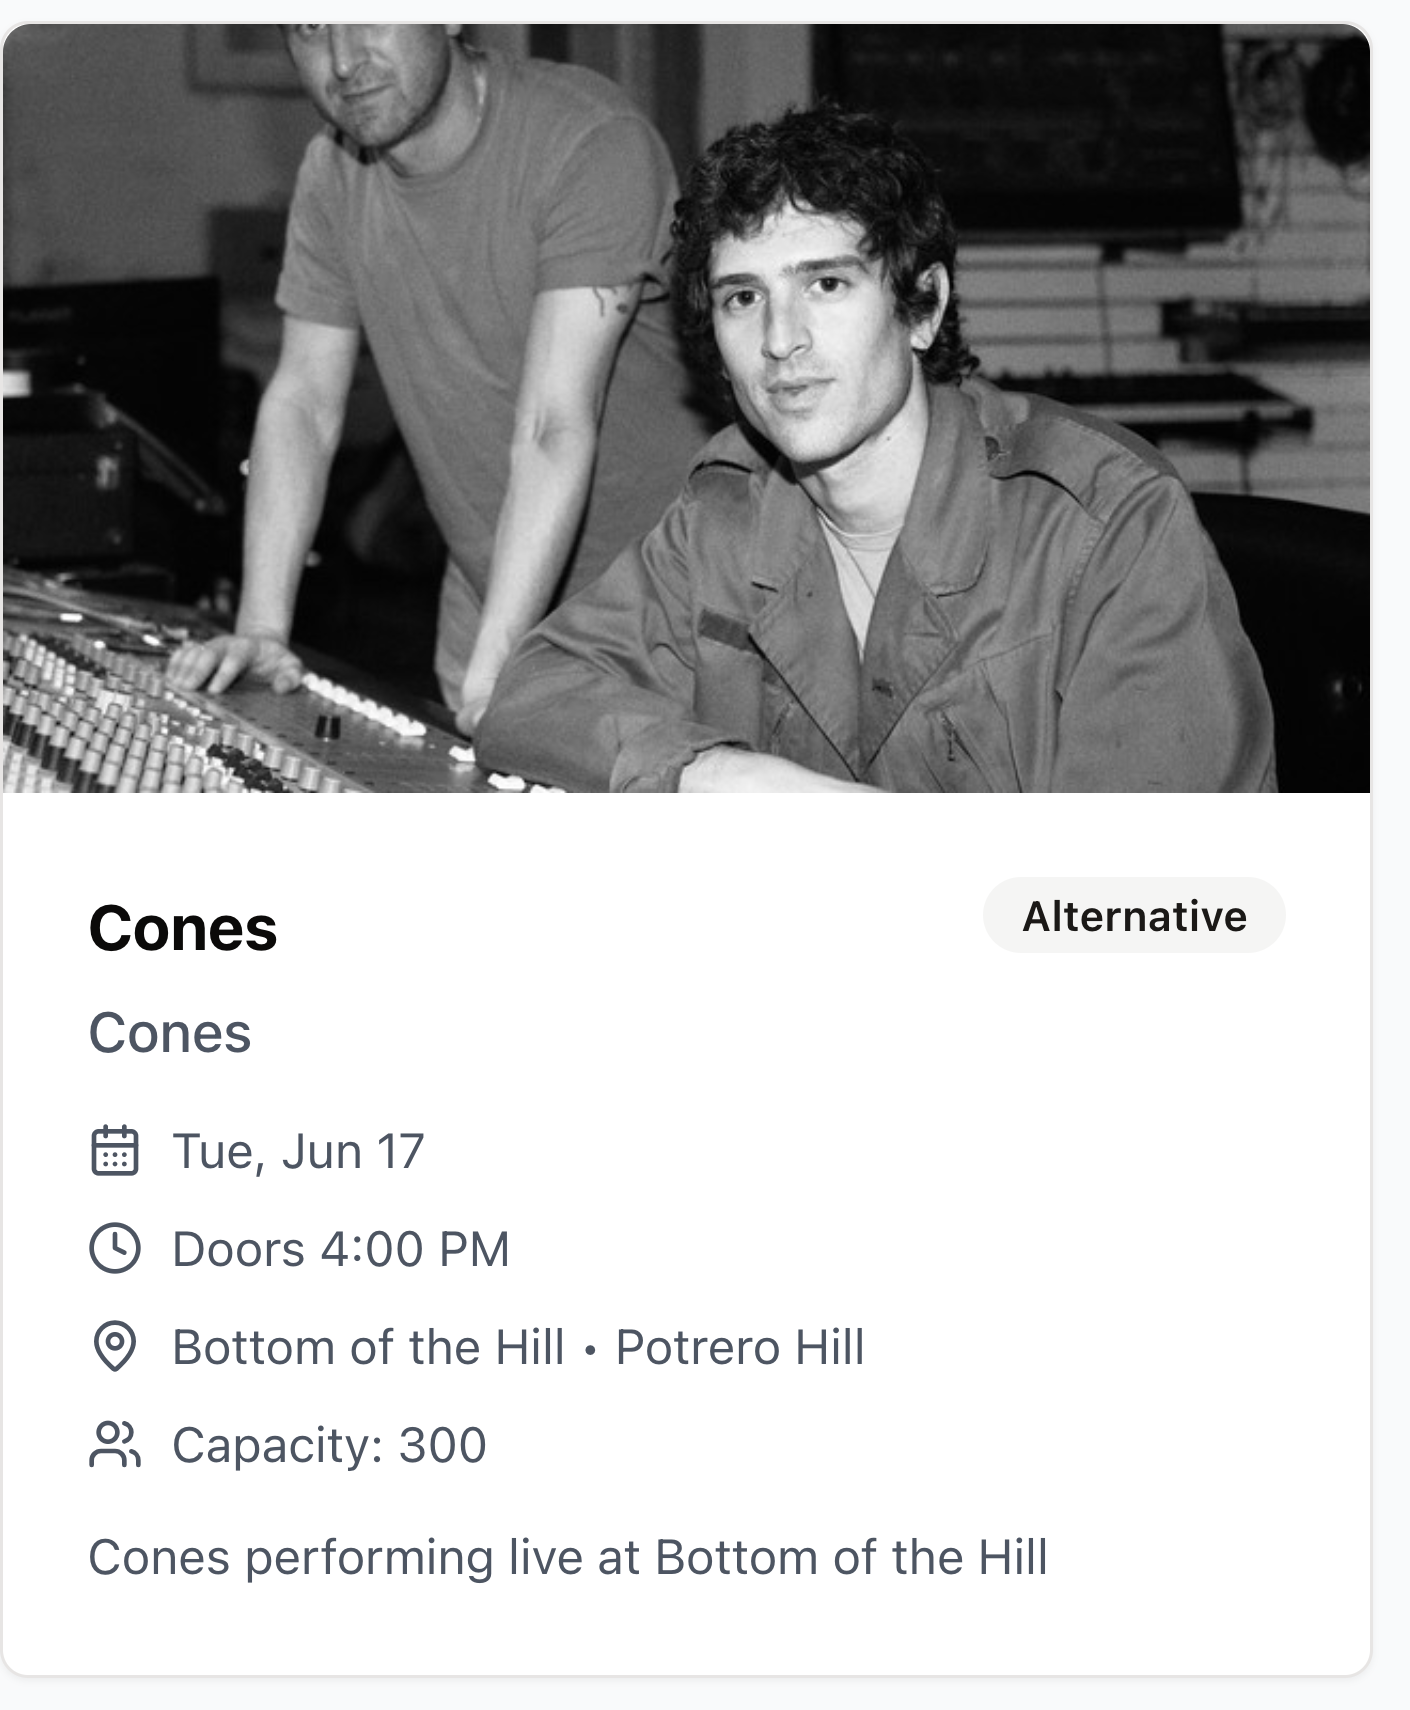 Cones
Alternative
Cones
Tue, Jun 17
Doors 4:00 PM
Bottom of the Hill • Potrero Hill
Capacity: 300
Cones performing live at Bottom of the Hill